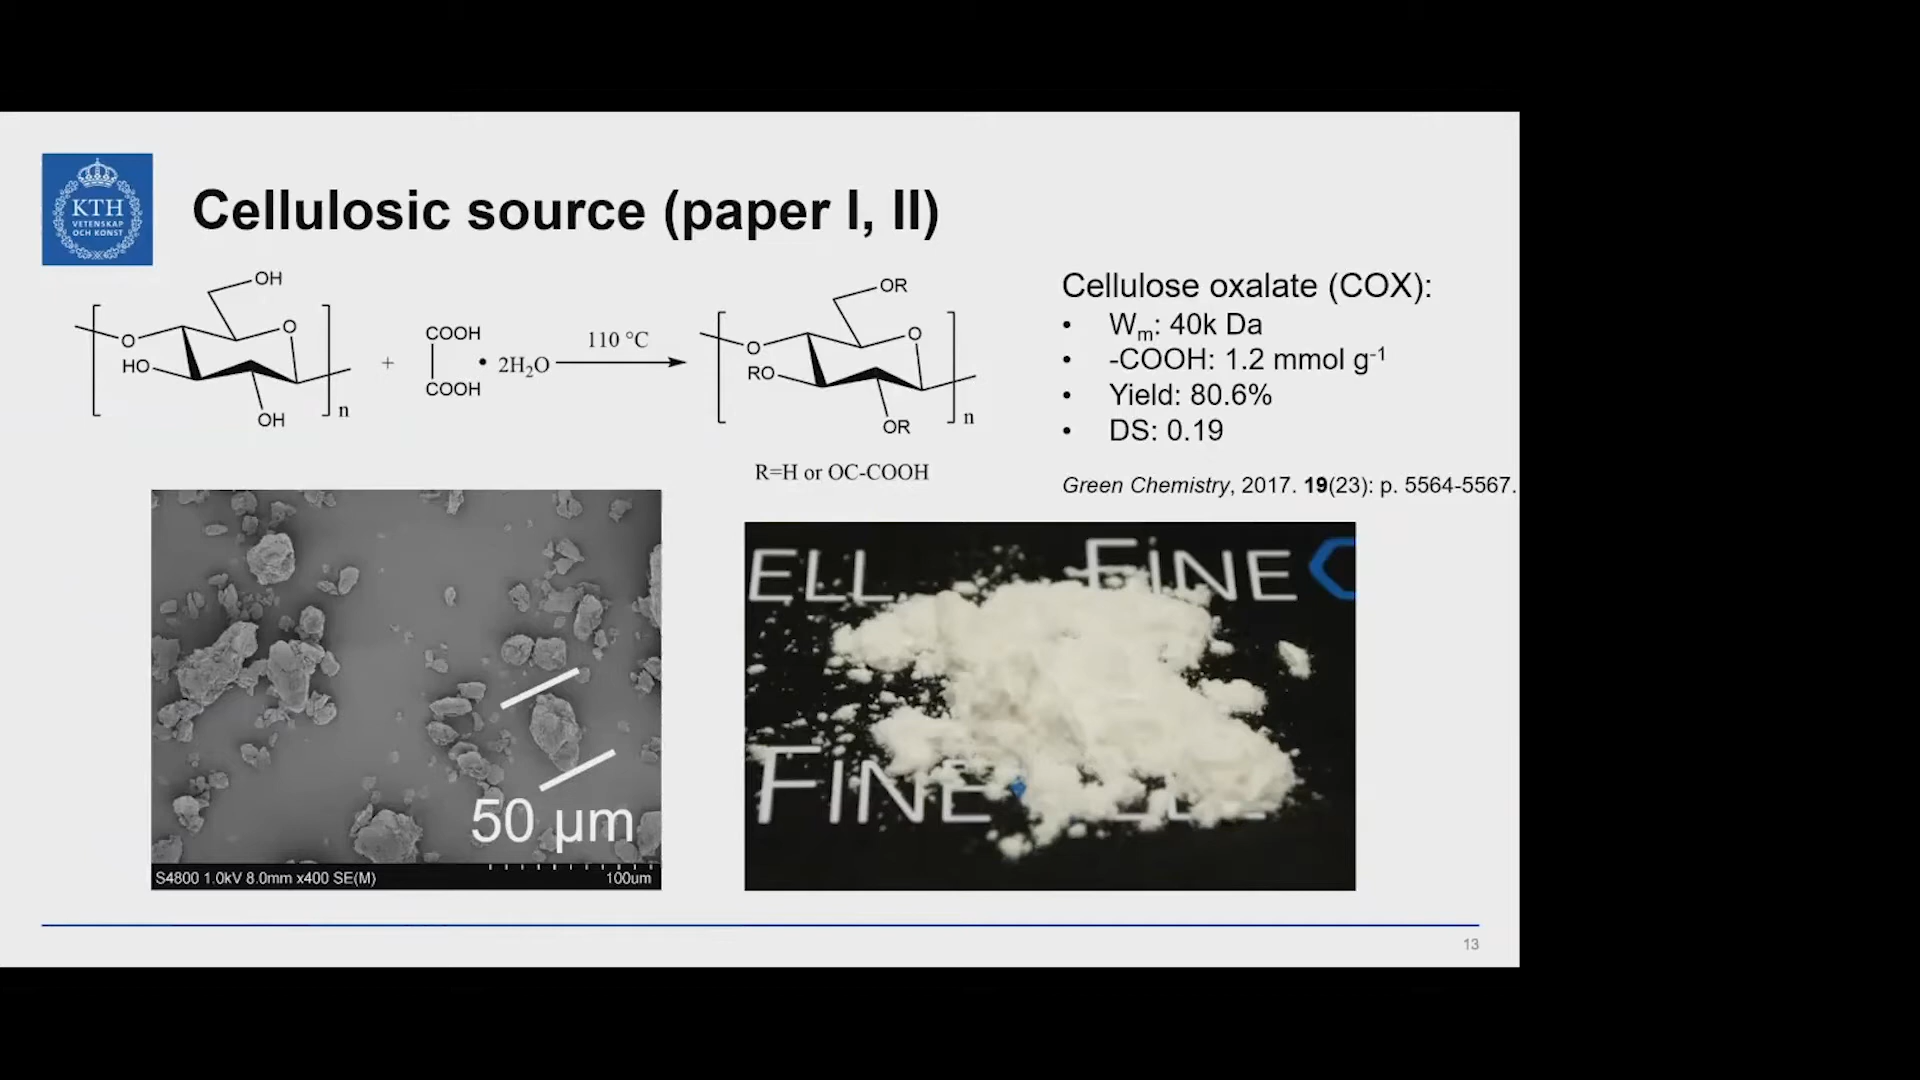 KTH
VETENSKAP
OCH KONST
Cellulosic source (paper I, II)
OH
O
O
HO
OH
n
+
COOH
COOH
• 2H₂O
110 °C
OR
O
O
RO
OR
n
R=H or OC-COOH
Cellulose oxalate (COX):
• Wₘ: 40k Da
• -COOH: 1.2 mmol g⁻¹
• Yield: 80.6%
• DS: 0.19
Green Chemistry, 2017. 19(23): p. 5564-5567.
50 μm
S4800 1.0kV 8.0mm x400 SE(M)
100um
ELL FiNE
FiNE
13